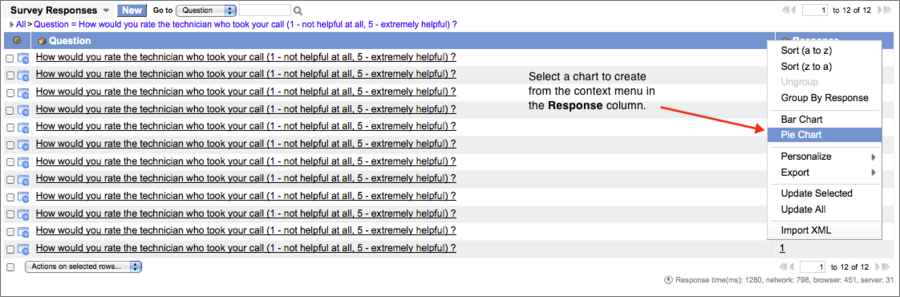 Survey Responses New Go to Question 1 to 12 of 12
All > Question = How would you rate the technician who took your call (1 - not helpful at all, 5 - extremely helpful) ?
Question Response
How would you rate the technician who took your call (1 - not helpful at all, 5 - extremely helpful) ?
How would you rate the technician who took your call (1 - not helpful at all, 5 - extremely helpful) ?
How would you rate the technician who took your call (1 - not helpful at all, 5 - extremely helpful) ?
How would you rate the technician who took your call (1 - not helpful at all, 5 - extremely helpful) ?
How would you rate the technician who took your call (1 - not helpful at all, 5 - extremely helpful) ?
How would you rate the technician who took your call (1 - not helpful at all, 5 - extremely helpful) ?
How would you rate the technician who took your call (1 - not helpful at all, 5 - extremely helpful) ?
How would you rate the technician who took your call (1 - not helpful at all, 5 - extremely helpful) ?
How would you rate the technician who took your call (1 - not helpful at all, 5 - extremely helpful) ?
How would you rate the technician who took your call (1 - not helpful at all, 5 - extremely helpful) ?
How would you rate the technician who took your call (1 - not helpful at all, 5 - extremely helpful) ?
How would you rate the technician who took your call (1 - not helpful at all, 5 - extremely helpful) ? 1
Select a chart to create
from the context menu in
the Response column.
Sort (a to z)
Sort (z to a)
Ungroup
Group By Response
Bar Chart
Pie Chart
Personalize
Export
Update Selected
Update All
Import XML
Actions on selected rows... 1 to 12 of 12
Response time(ms): 1280, network: 798, browser: 451, server: 31